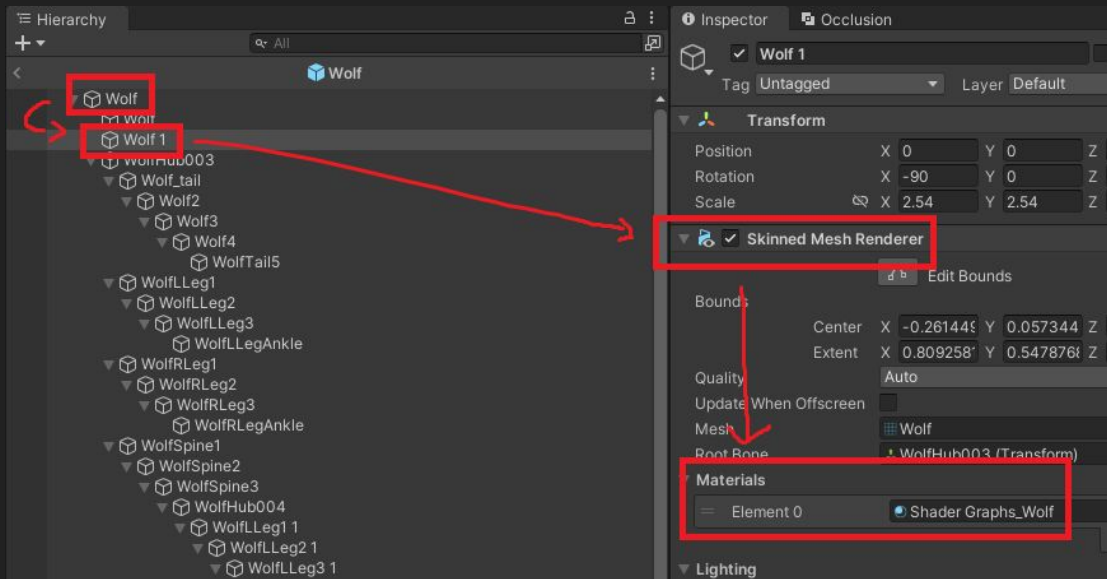 Hierarchy
All
Wolf
Wolf
Wolf
Wolf 1
WolfHub003
Wolf_tail
Wolf2
Wolf3
Wolf4
WolfTail5
WolfLLeg1
WolfLLeg2
WolfLLeg3
WolfLLegAnkle
WolfRLeg1
WolfRLeg2
WolfRLeg3
WolfRLegAnkle
WolfSpine1
WolfSpine2
WolfSpine3
WolfHub004
WolfLLeg1 1
WolfLLeg2 1
WolfLLeg3 1
Inspector Occlusion
Wolf 1
Tag Untagged Layer Default
Transform
Position X 0 Y 0 Z
Rotation X -90 Y 0 Z
Scale X 2.54 Y 2.54 Z
Skinned Mesh Renderer
Edit Bounds
Bounds
Center X -0.261449 Y 0.057344 Z
Extent X 0.809258 Y 0.547876 Z
Quality Auto
Update When Offscreen
Mesh Wolf
Root Bone WolfHub003 (Transform)
Materials
Element 0 Shader Graphs_Wolf
Lighting